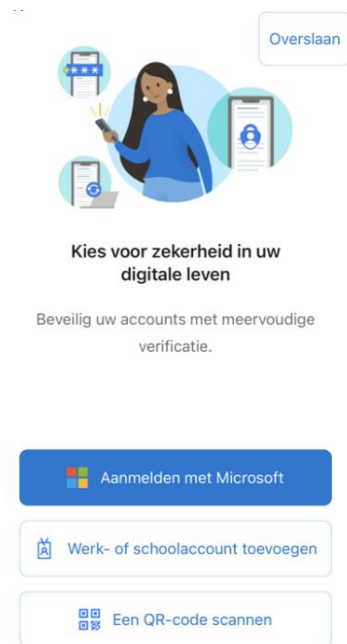 Overslaan
***
Kies voor zekerheid in uw
digitale leven
Beveilig uw accounts met meervoudige
verificatie.
Aanmelden met Microsoft
Werk- of schoolaccount toevoegen
Een QR-code scannen